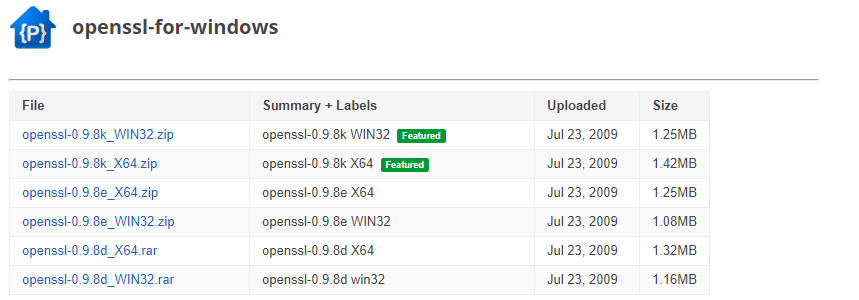 {P}
openssl-for-windows
File Summary + Labels Uploaded Size
openssl-0.9.8k_WIN32.zip openssl-0.9.8k WIN32 Featured Jul 23, 2009 1.25MB
openssl-0.9.8k_X64.zip openssl-0.9.8k X64 Featured Jul 23, 2009 1.42MB
openssl-0.9.8e_X64.zip openssl-0.9.8e X64 Jul 23, 2009 1.25MB
openssl-0.9.8e_WIN32.zip openssl-0.9.8e WIN32 Jul 23, 2009 1.08MB
openssl-0.9.8d_X64.rar openssl-0.9.8d X64 Jul 23, 2009 1.32MB
openssl-0.9.8d_WIN32.rar openssl-0.9.8d win32 Jul 23, 2009 1.16MB